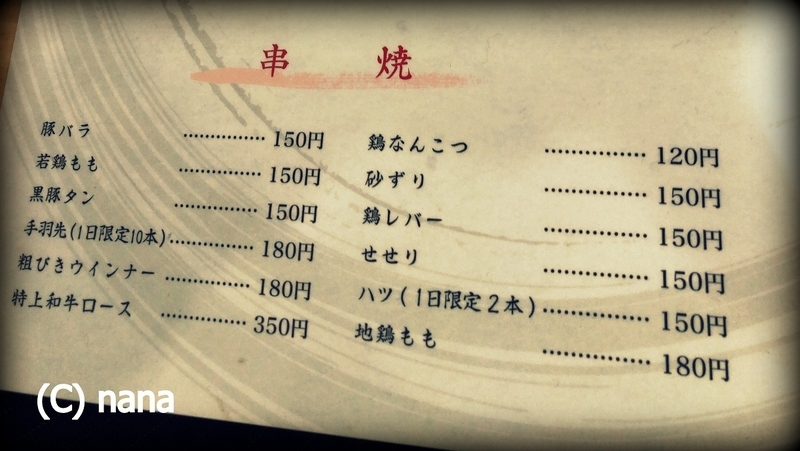 串焼
豚バラ ............... 150円
若鶏もも ............... 150円
黒豚タン ............... 150円
手羽先(1日限定10本) ............... 180円
粗びきウインナー ............... 180円
特上和牛ロース ............... 350円
鶏なんこつ ............... 120円
砂ずり ............... 150円
鶏レバー ............... 150円
せせり ............... 150円
ハツ(1日限定2本) ............... 150円
地鶏もも ............... 180円
(C) nana